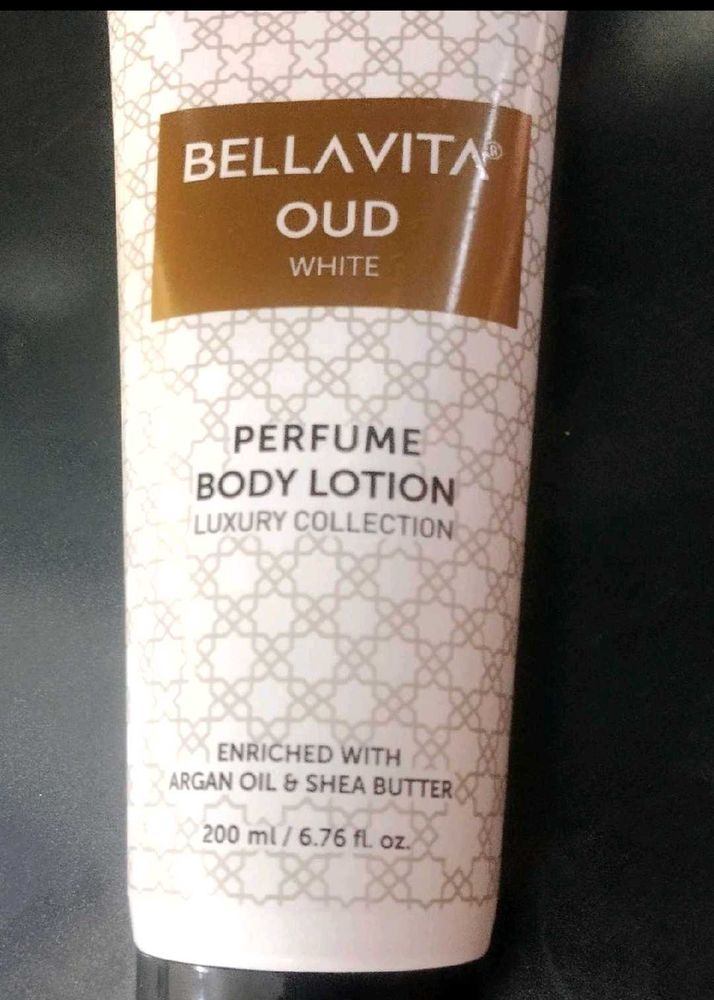 BELLAVITA®
OUD
WHITE
PERFUME
BODY LOTION
LUXURY COLLECTION
ENRICHED WITH
ARGAN OIL & SHEA BUTTER
200 ml / 6.76 fl. oz.